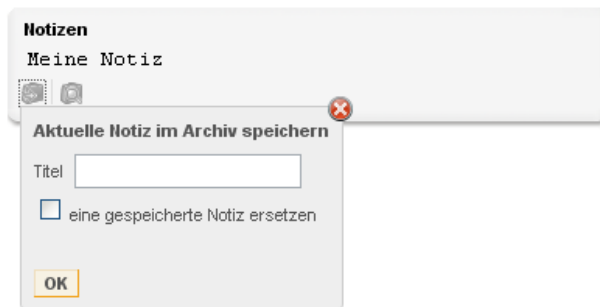 Notizen
Meine Notiz
Aktuelle Notiz im Archiv speichern
Titel
eine gespeicherte Notiz ersetzen
OK